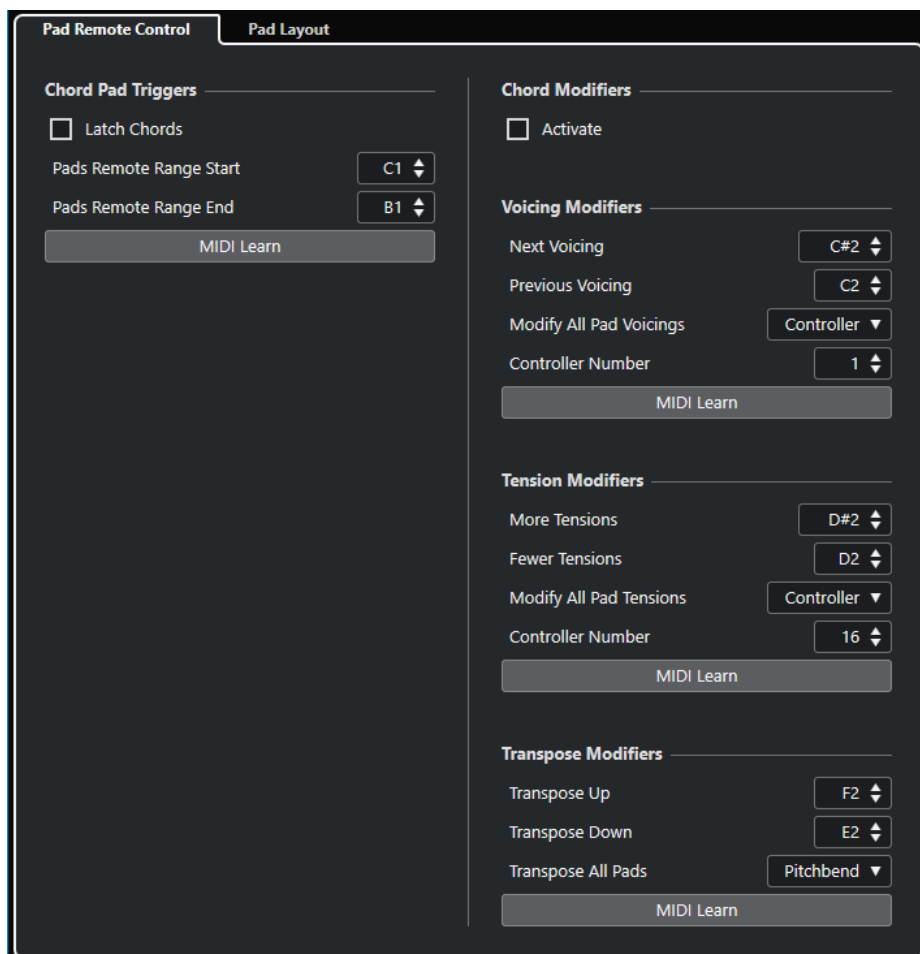 Pad Remote Control
Pad Layout
Chord Pad Triggers
Latch Chords
Pads Remote Range Start C1
Pads Remote Range End B1
MIDI Learn
Chord Modifiers
Activate
Voicing Modifiers
Next Voicing C#2
Previous Voicing C2
Modify All Pad Voicings Controller
Controller Number 1
MIDI Learn
Tension Modifiers
More Tensions D#2
Fewer Tensions D2
Modify All Pad Tensions Controller
Controller Number 16
MIDI Learn
Transpose Modifiers
Transpose Up F2
Transpose Down E2
Transpose All Pads Pitchbend
MIDI Learn